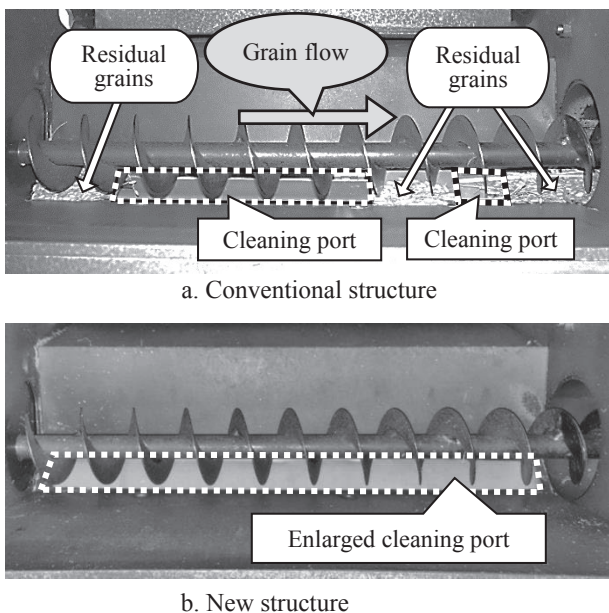 Residual
grains
Grain flow
Residual
grains
Cleaning port
Cleaning port
a. Conventional structure
Enlarged cleaning port
b. New structure